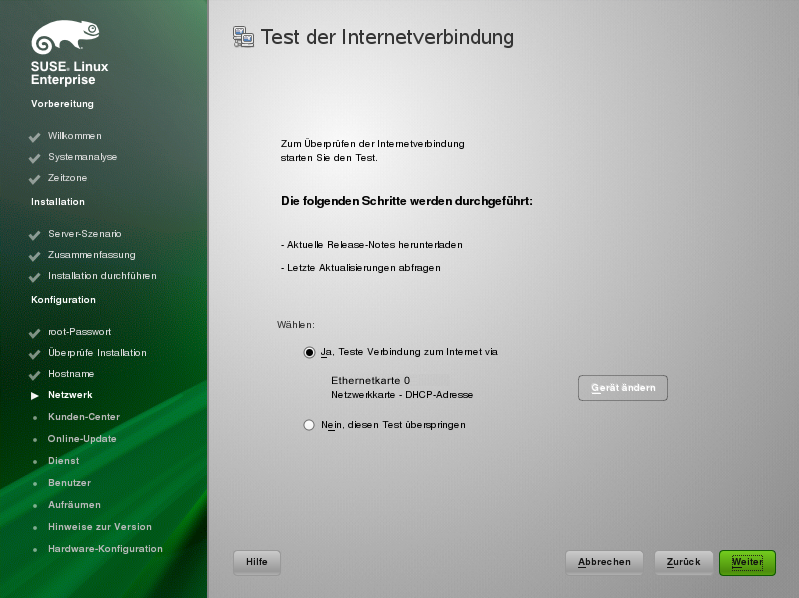 SUSE® Linux
Enterprise
Vorbereitung
Willkommen
Systemanalyse
Zeitzone
Installation
Server-Szenario
Zusammenfassung
Installation durchführen
Konfiguration
root-Passwort
Überprüfe Installation
Hostname
Netzwerk
Kunden-Center
Online-Update
Dienst
Benutzer
Aufräumen
Hinweise zur Version
Hardware-Konfiguration
Test der Internetverbindung
Zum Überprüfen der Internetverbindung
starten Sie den Test.
Die folgenden Schritte werden durchgeführt:
- Aktuelle Release-Notes herunterladen
- Letzte Aktualisierungen abfragen
Wählen:
Ja, Teste Verbindung zum Internet via
Ethernetkarte 0
Netzwerkkarte - DHCP-Adresse
Gerät ändern
Nein, diesen Test überspringen
Hilfe
Abbrechen
Zurück
Weiter